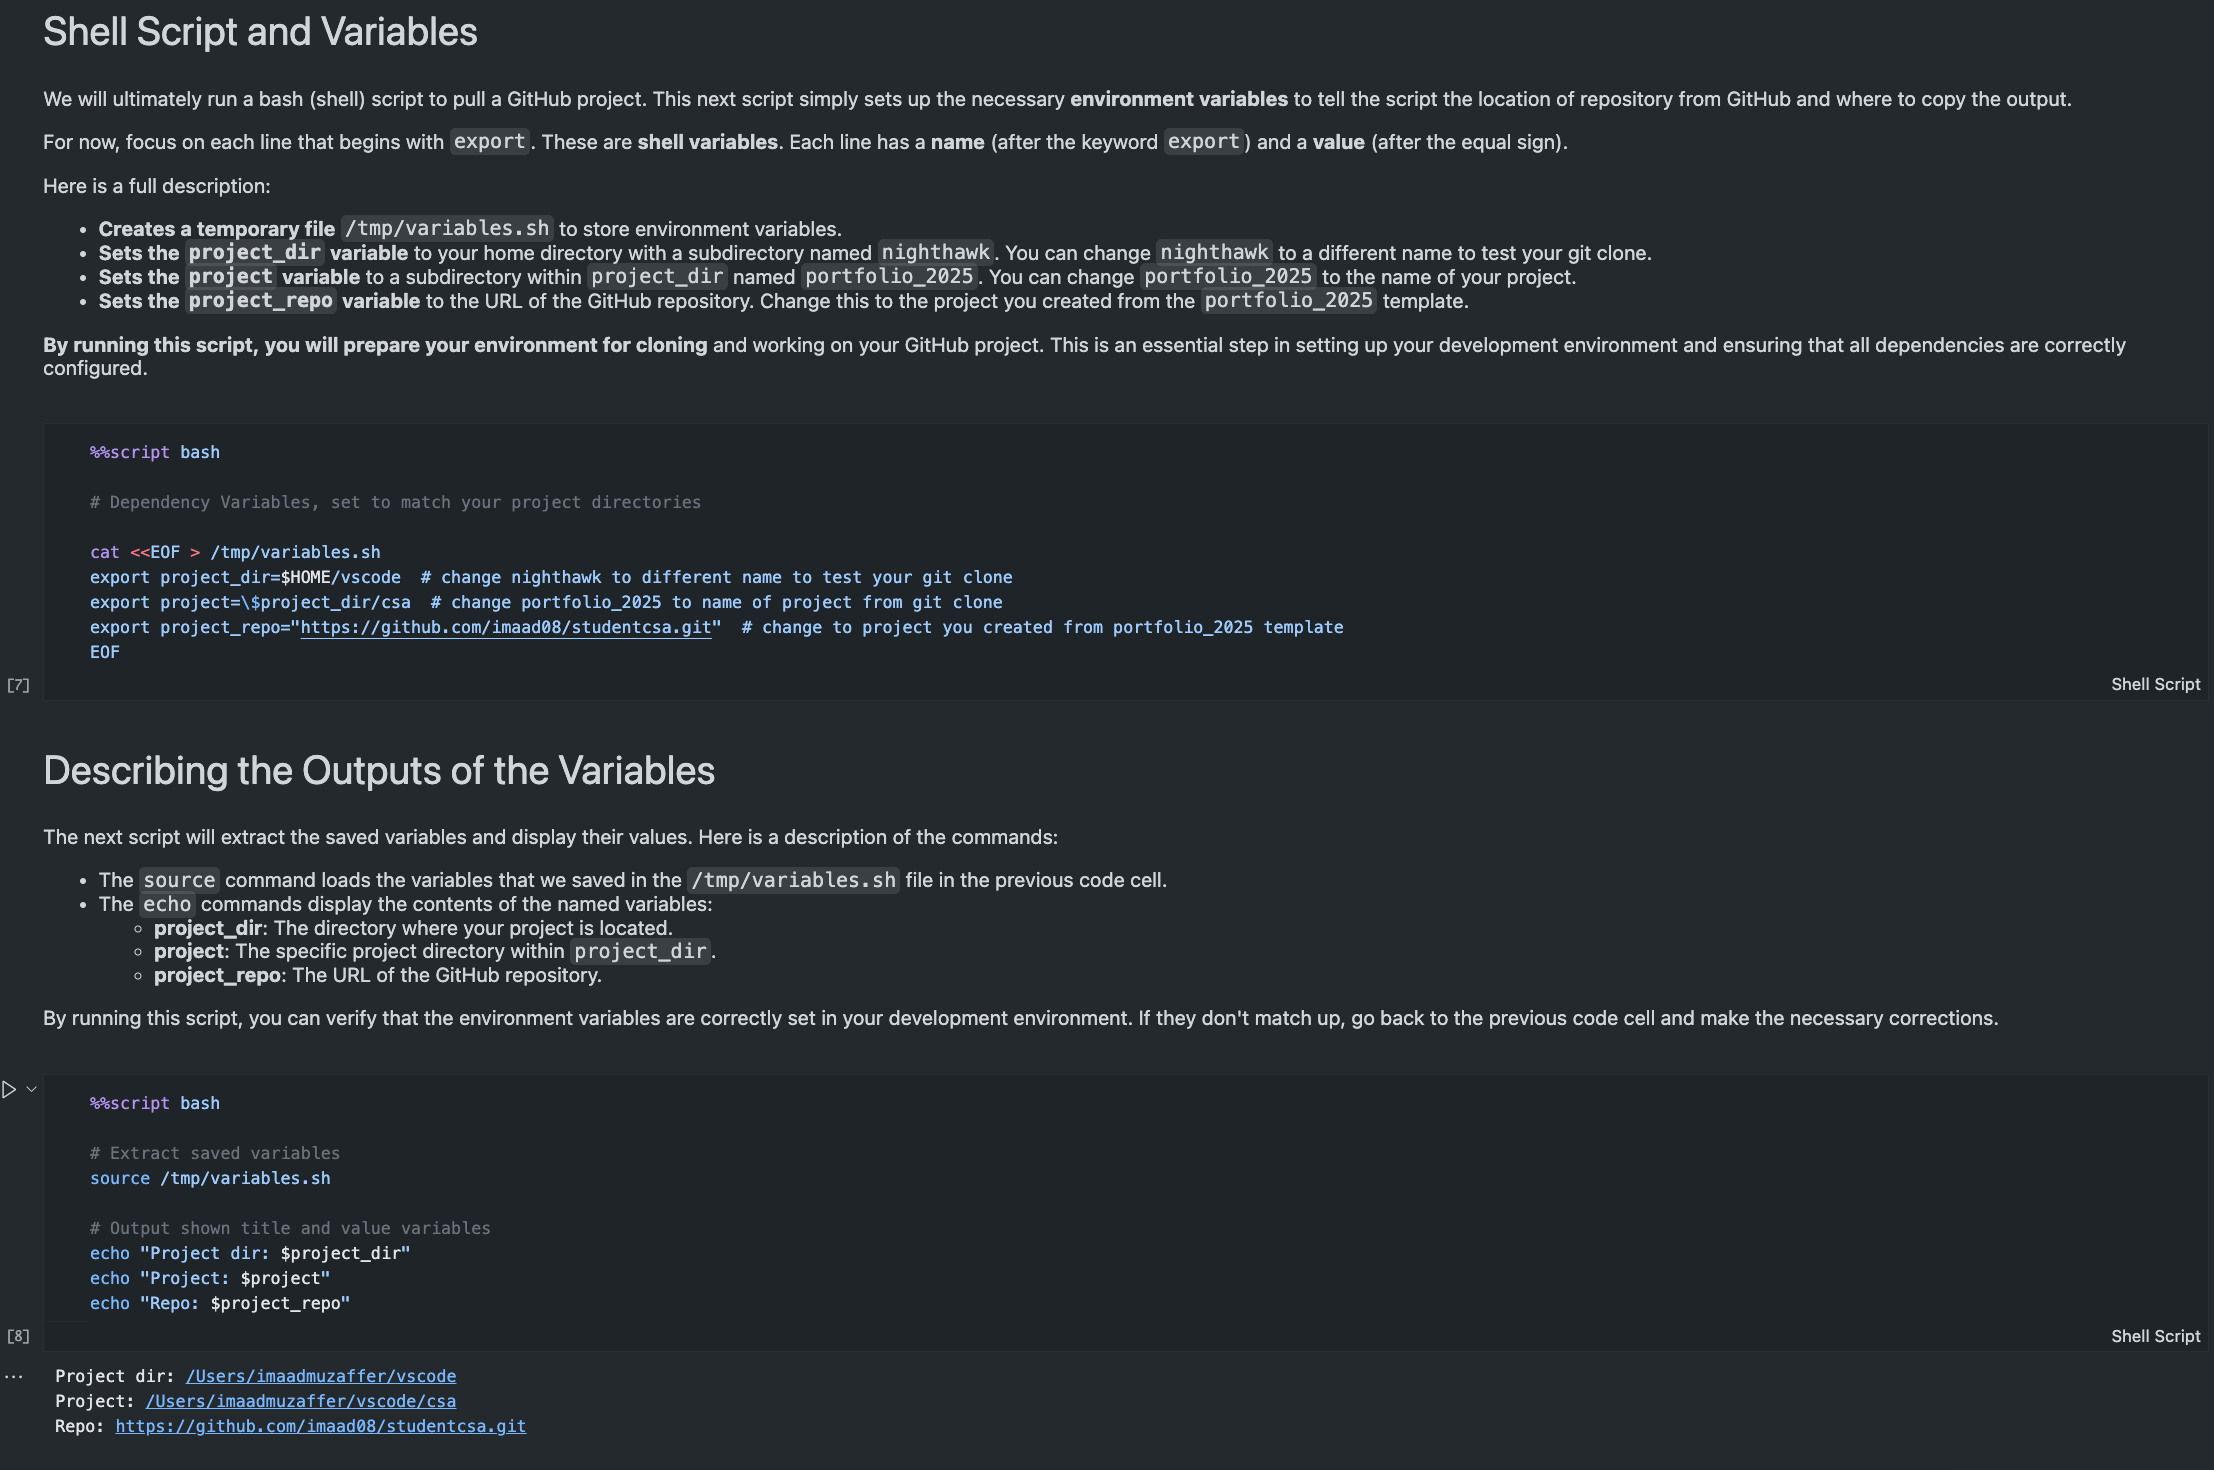 Shell Script and Variables
We will ultimately run a bash (shell) script to pull a GitHub project. This next script simply sets up the necessary environment variables to tell the script the location of repository from GitHub and where to copy the output.
For now, focus on each line that begins with export. These are shell variables. Each line has a name (after the keyword export) and a value (after the equal sign).
Here is a full description:
• Creates a temporary file /tmp/variables.sh to store environment variables.
• Sets the project_dir variable to your home directory with a subdirectory named nighthawk. You can change nighthawk to a different name to test your git clone.
• Sets the project variable to a subdirectory within project_dir named portfolio_2025. You can change portfolio_2025 to the name of your project.
• Sets the project_repo variable to the URL of the GitHub repository. Change this to the project you created from the portfolio_2025 template.
By running this script, you will prepare your environment for cloning and working on your GitHub project. This is an essential step in setting up your development environment and ensuring that all dependencies are correctly
configured.
%%script bash
# Dependency Variables, set to match your project directories
cat <<EOF > /tmp/variables.sh
export project_dir=$HOME/vscode  # change nighthawk to different name to test your git clone
export project=\$project_dir/csa  # change portfolio_2025 to name of project from git clone
export project_repo="https://github.com/imaad08/studentcsa.git"  # change to project you created from portfolio_2025 template
EOF
[7]
Shell Script
Describing the Outputs of the Variables
The next script will extract the saved variables and display their values. Here is a description of the commands:
• The source command loads the variables that we saved in the /tmp/variables.sh file in the previous code cell.
• The echo commands display the contents of the named variables:
◦ project_dir: The directory where your project is located.
◦ project: The specific project directory within project_dir.
◦ project_repo: The URL of the GitHub repository.
By running this script, you can verify that the environment variables are correctly set in your development environment. If they don't match up, go back to the previous code cell and make the necessary corrections.
%%script bash
# Extract saved variables
source /tmp/variables.sh
# Output shown title and value variables
echo "Project dir: $project_dir"
echo "Project: $project"
echo "Repo: $project_repo"
[8]
Shell Script
... Project dir: /Users/imaadmuzaffer/vscode
Project: /Users/imaadmuzaffer/vscode/csa
Repo: https://github.com/imaad08/studentcsa.git